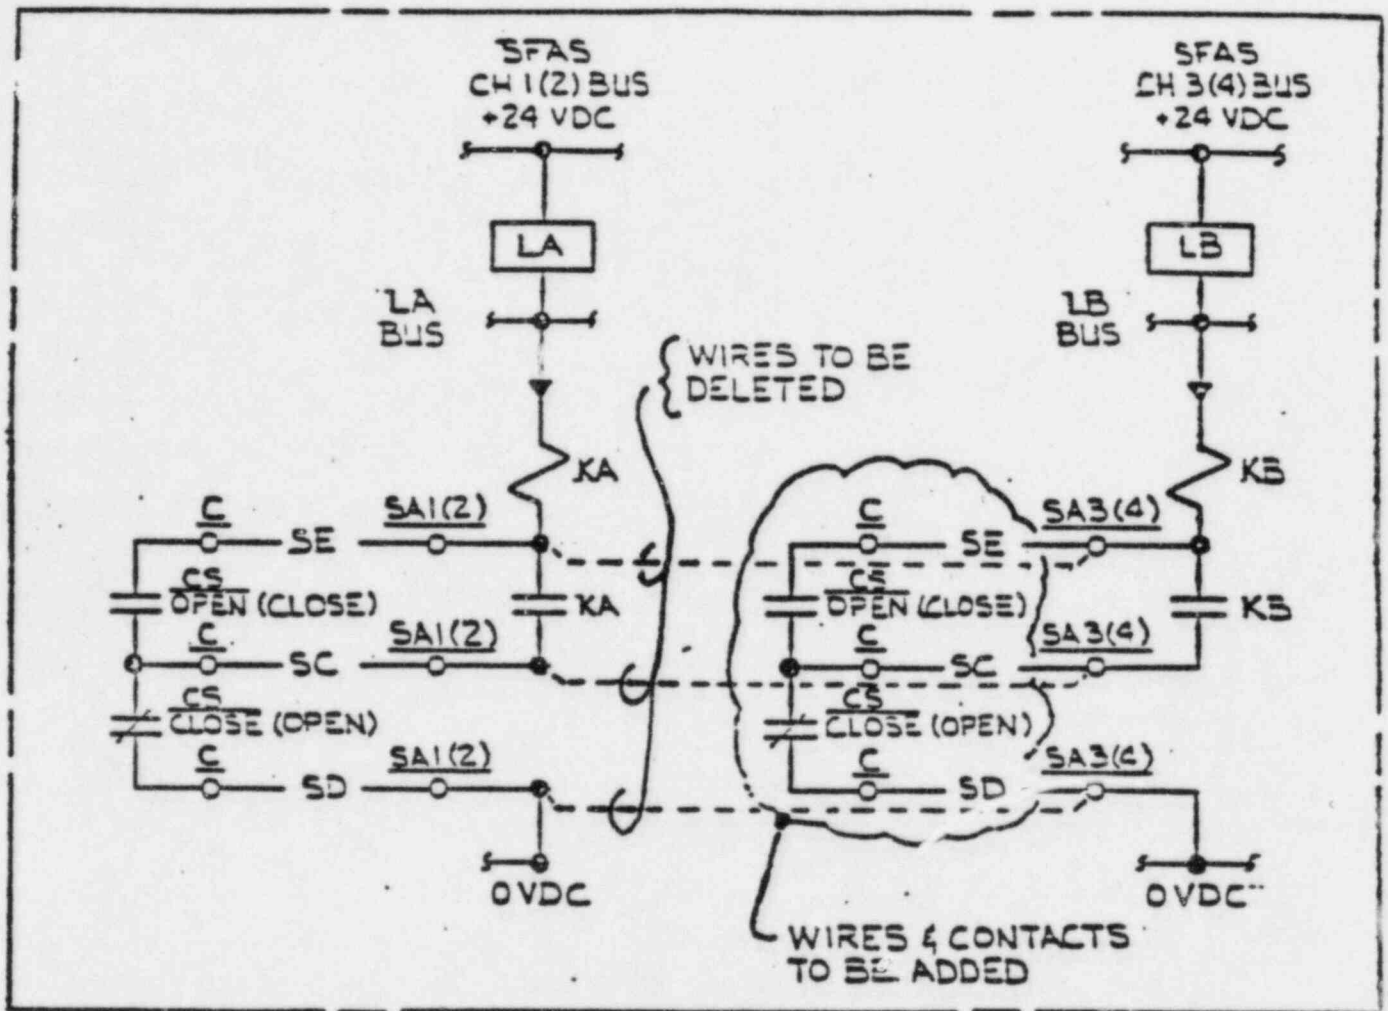 SFAS
CH 1(2) BUS
+24 VDC
SFAS
CH 3(4) BUS
+24 VDC
LA
LB
LA
BUS
LB
BUS
WIRES TO BE
DELETED
KA
KB
C
SE
SA1(2)
C
SE
SA3(4)
CS
OPEN (CLOSE)
KA
CS
OPEN (CLOSE)
KB
C
SC
SA1(2)
C
SC
SA3(4)
CS
CLOSE (OPEN)
CS
CLOSE (OPEN)
C
SD
SA1(2)
C
SD
SA3(4)
0 VDC
0 VDC
WIRES & CONTACTS
TO BE ADDED